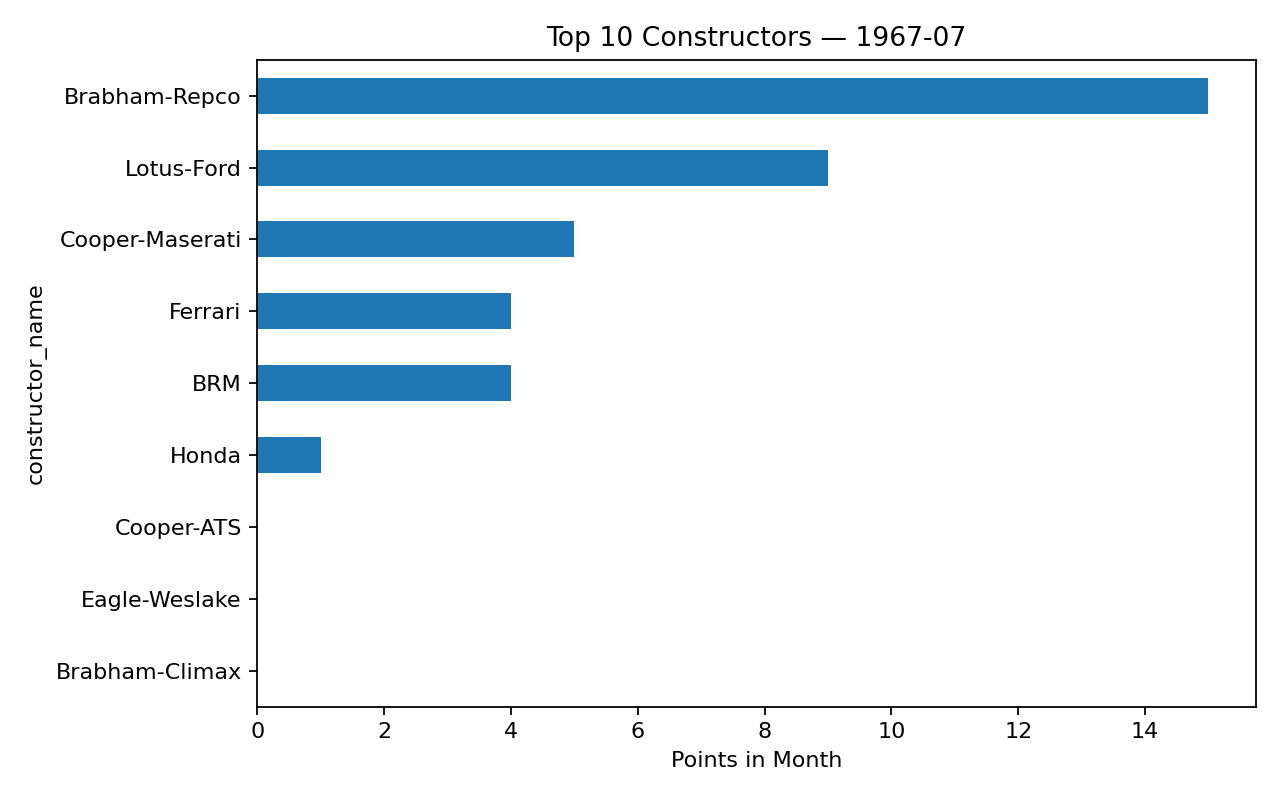 Top 10 Constructors — 1967-07
constructor_name
Brabham-Repco
Lotus-Ford
Cooper-Maserati
Ferrari
BRM
Honda
Cooper-ATS
Eagle-Weslake
Brabham-Climax
0 2 4 6 8 10 12 14
Points in Month